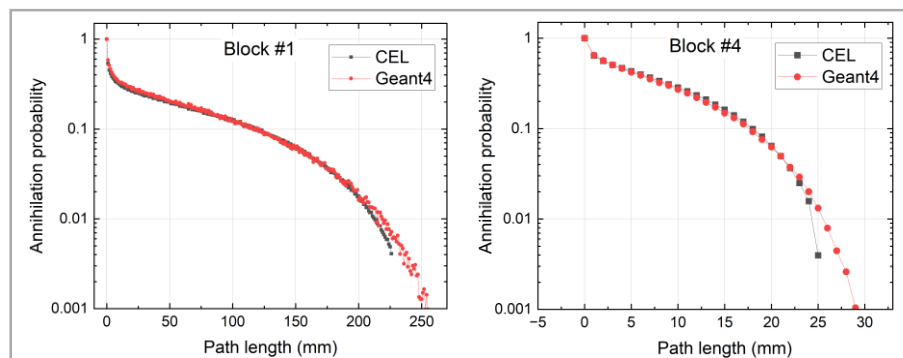 Block #1
CEL
Geant4
1
0.1
0.01
0.001
Annihilation probability
0
50
100
150
200
250
Path length (mm)
Block #4
CEL
Geant4
1
0.1
0.01
0.001
Annihilation probability
−5
0
5
10
15
20
25
30
Path length (mm)